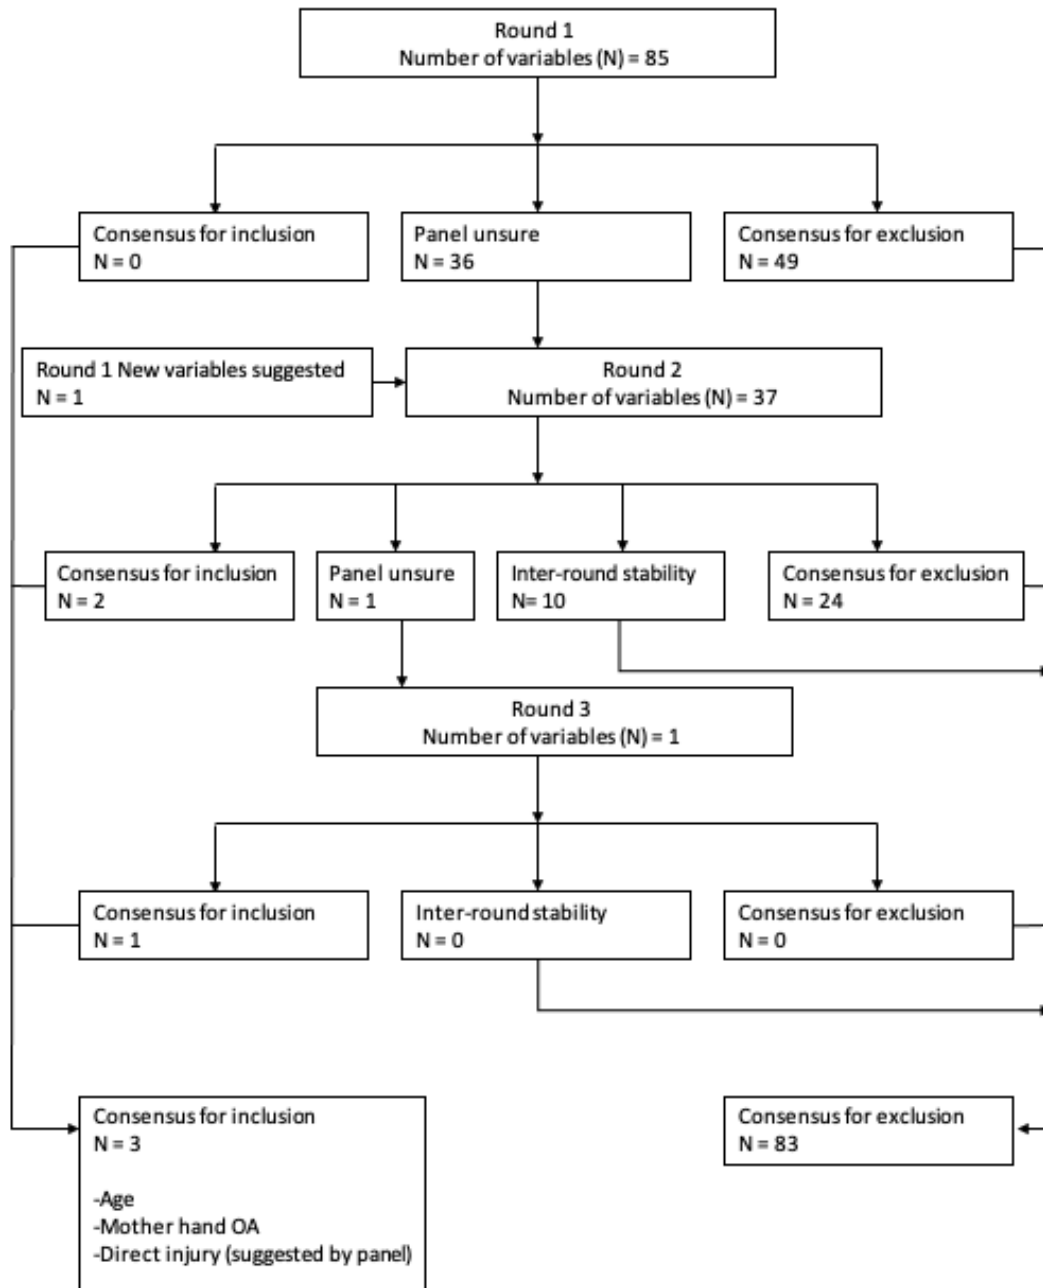 Round 1
Number of variables (N) = 85
Consensus for inclusion
N = 0
Panel unsure
N = 36
Consensus for exclusion
N = 49
Round 1 New variables suggested
N = 1
Round 2
Number of variables (N) = 37
Consensus for inclusion
N = 2
Panel unsure
N = 1
Inter-round stability
N= 10
Consensus for exclusion
N = 24
Round 3
Number of variables (N) = 1
Consensus for inclusion
N = 1
Inter-round stability
N = 0
Consensus for exclusion
N = 0
Consensus for inclusion
N = 3
-Age
-Mother hand OA
-Direct injury (suggested by panel)
Consensus for exclusion
N = 83